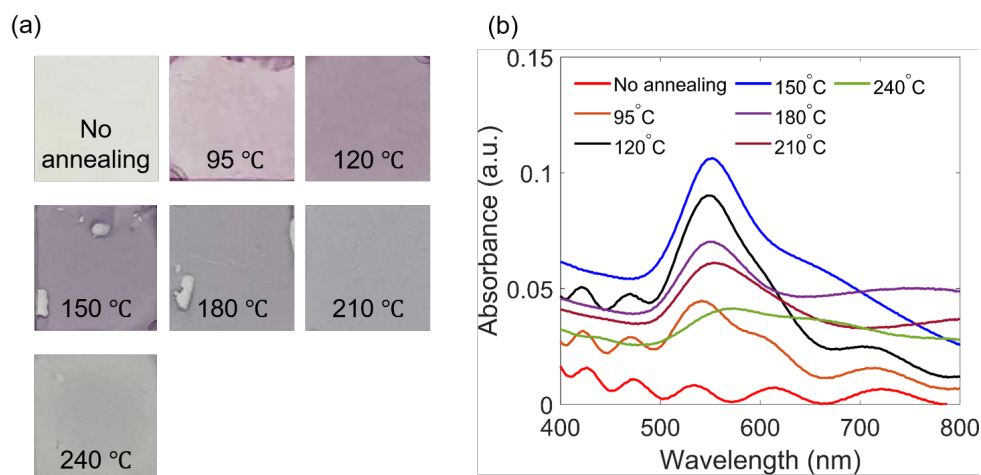 (a)
No
annealing
95 ℃
120 ℃
150 ℃
180 ℃
210 ℃
240 ℃
(b)
0.15
0.1
0.05
0
Absorbance (a.u.)
No annealing
95°C
120°C
150°C
180°C
210°C
240°C
400
500
600
700
800
Wavelength (nm)